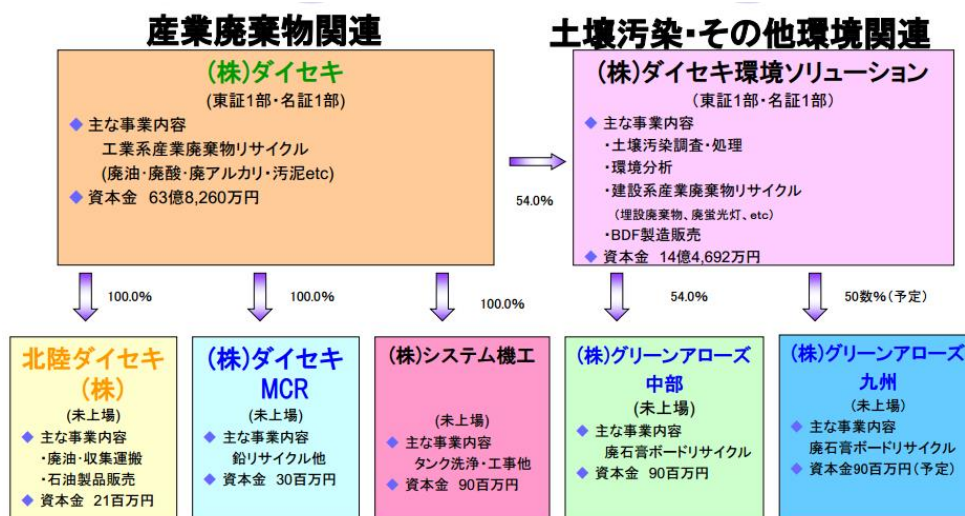 産業廃棄物関連
(株)ダイセキ
(東証1部・名証1部)
◆ 主な事業内容
工業系産業廃棄物リサイクル
(廃油・廃酸・廃アルカリ・汚泥etc)
◆ 資本金 63億8,260万円
54.0%
土壌汚染・その他環境関連
(株)ダイセキ環境ソリューション
(東証1部・名証1部)
◆ 主な事業内容
・土壌汚染調査・処理
・環境分析
・建設系産業廃棄物リサイクル
(埋設廃棄物、廃蛍光灯、etc)
・BDF製造販売
◆ 資本金 14億4,692万円
100.0%
100.0%
100.0%
54.0%
50数%(予定)
北陸ダイセキ
(株)
(未上場)
◆ 主な事業内容
・廃油・収集運搬
・石油製品販売
◆ 資本金 21百万円
(株)ダイセキ
MCR
(未上場)
◆ 主な事業内容
鉛リサイクル他
◆ 資本金 30百万円
(株)システム機工
(未上場)
◆ 主な事業内容
タンク洗浄・工事他
◆ 資本金 90百万円
(株)グリーンアローズ
中部
(未上場)
◆ 主な事業内容
廃石膏ボードリサイクル
◆ 資本金 90百万円
(株)グリーンアローズ
九州
(未上場)
◆ 主な事業内容
廃石膏ボードリサイクル
◆ 資本金90百万円(予定)